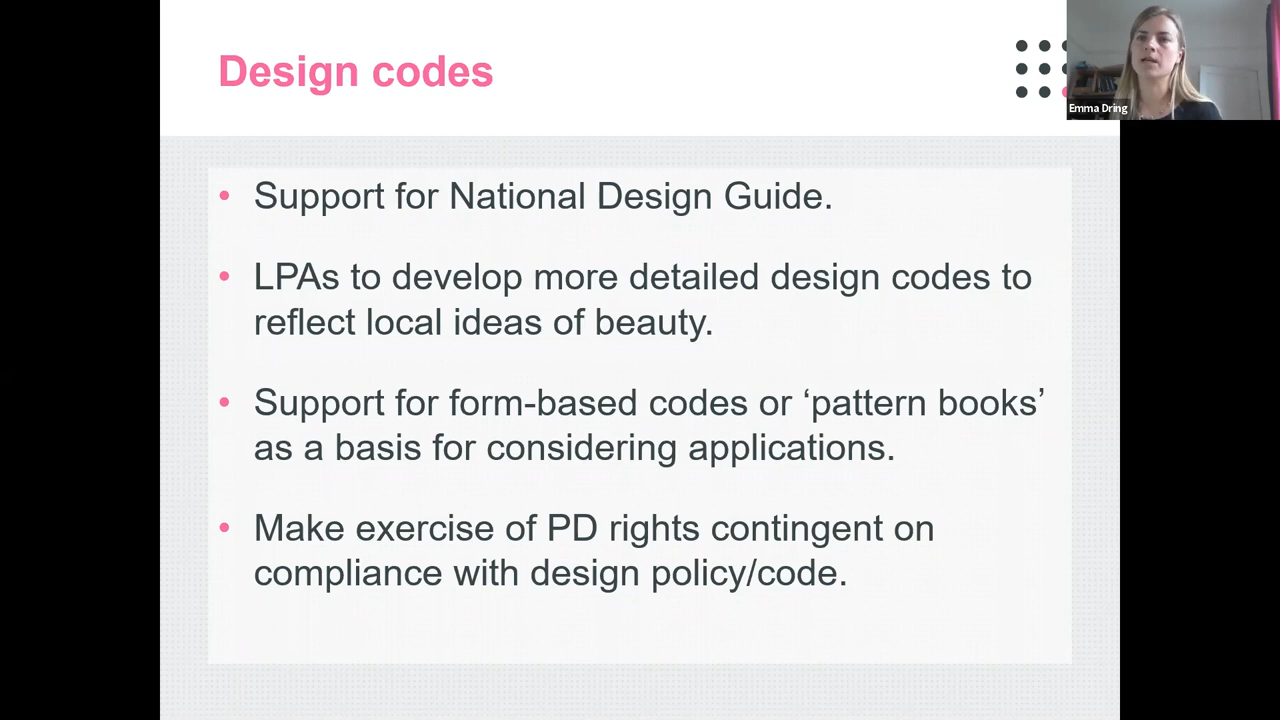 Design codes
Emma Dring
• Support for National Design Guide.
• LPAs to develop more detailed design codes to
reflect local ideas of beauty.
• Support for form-based codes or ‘pattern books’
as a basis for considering applications.
• Make exercise of PD rights contingent on
compliance with design policy/code.